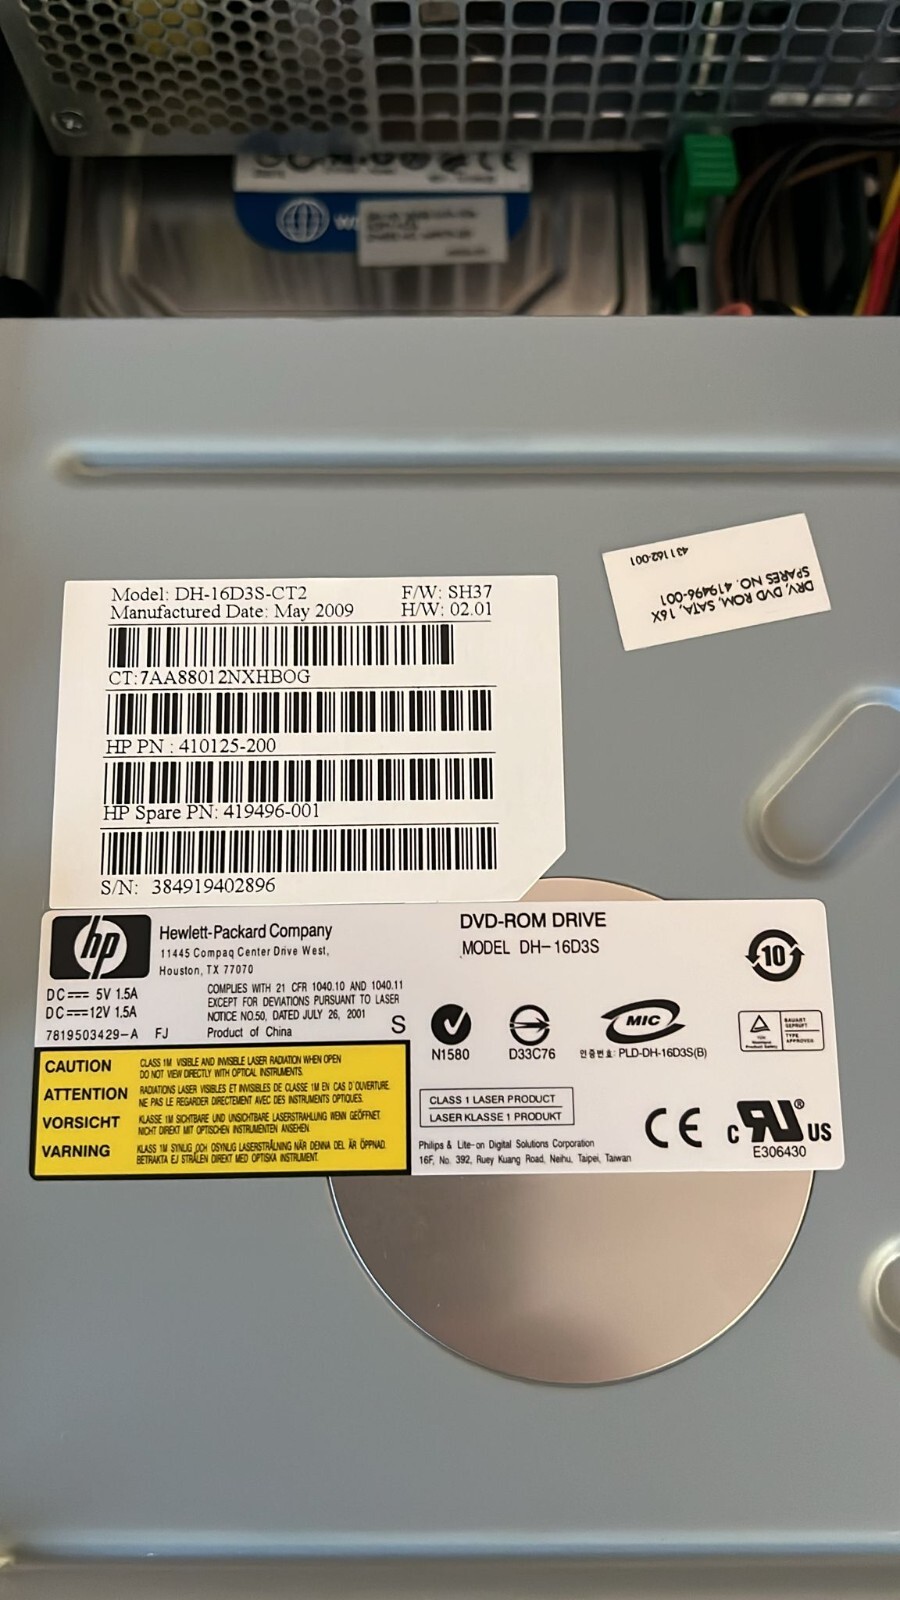 431162-001
DRV, DVD ROM, SATA, 16X
SPARES NO. 419496-001
Model: DH-16D3S-CT2 F/W: SH37
Manufactured Date: May 2009 H/W: 02.01
CT:7AA88012NXHBOG
HP PN : 410125-200
HP Spare PN: 419496-001
S/N: 384919402896
hp
Hewlett-Packard Company
11445 Compaq Center Drive West,
Houston, TX 77070
DC 5V 1.5A
DC 12V 1.5A
7819503429-A FJ
COMPLIES WITH 21 CFR 1040.10 AND 1040.11
EXCEPT FOR DEVIATIONS PURSUANT TO LASER
NOTICE NO.50, DATED JULY 26, 2001
Product of China
S
CAUTION CLASS 1M VISIBLE AND INVISIBLE LASER RADIATION WHEN OPEN
DO NOT VIEW DIRECTLY WITH OPTICAL INSTRUMENTS.
ATTENTION RADIATIONS LASER VISIBLES ET INVISIBLES DE CLASSE 1M EN CAS D'OUVERTURE.
NE PAS LE REGARDER DIRECTEMENT AVEC DES INSTRUMENTS OPTIQUES.
VORSICHT KLASSE 1M SICHTBARE UND UNSICHTBARE LASERSTRAHLUNG WENN GEÖFFNET.
NICHT DIREKT MIT OPTISCHEN INSTRUMENTEN ANSEHEN.
VARNING KLASS 1M SYNLIG OCH OSYNLIG LASERSTRÅLNING NÄR DENNA DEL ÄR ÖPPNAD.
BETRAKTA EJ STRÅLEN DIREKT MED OPTISKA INSTRUMENT.
DVD-ROM DRIVE
MODEL DH-16D3S
10
N1580
D33C76
MIC
인증번호: PLD-DH-16D3S(B)
BAUART
GEPRÜFT
TYPE
APPROVED
CLASS 1 LASER PRODUCT
LASER KLASSE 1 PRODUKT
Philips & Lite-on Digital Solutions Corporation
16F, No. 392, Ruey Kuang Road, Neihu, Taipei, Taiwan
CE
c RU® US
E306430